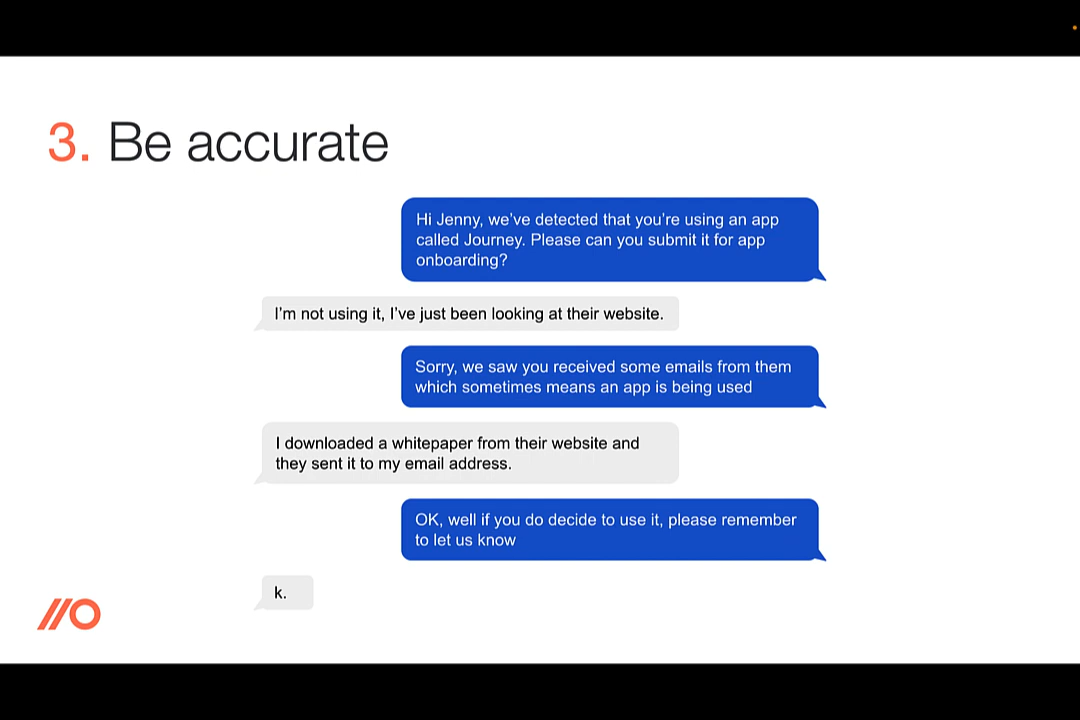 3. Be accurate
Hi Jenny, we've detected that you're using an app
called Journey. Please can you submit it for app
onboarding?
I'm not using it, I've just been looking at their website.
Sorry, we saw you received some emails from them
which sometimes means an app is being used
I downloaded a whitepaper from their website and
they sent it to my email address.
OK, well if you do decide to use it, please remember
to let us know
k.